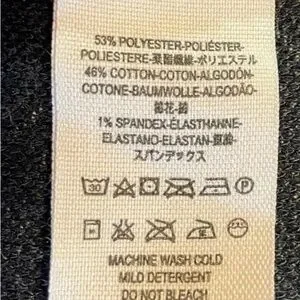 53% POLYESTER-POLIÉSTER-
POLIESTERE-聚酯纖維-ポリエステル
46% COTTON-COTON-ALGODÓN-
COTONE-BAUMWOLLE-ALGODÃO-
棉花-綿
1% SPANDEX-ÉLASTHANNE-
ELASTANO-ELASTAN-氨綸-
スパンデックス
30
P
MACHINE WASH COLD
MILD DETERGENT
DO NOT BLEACH